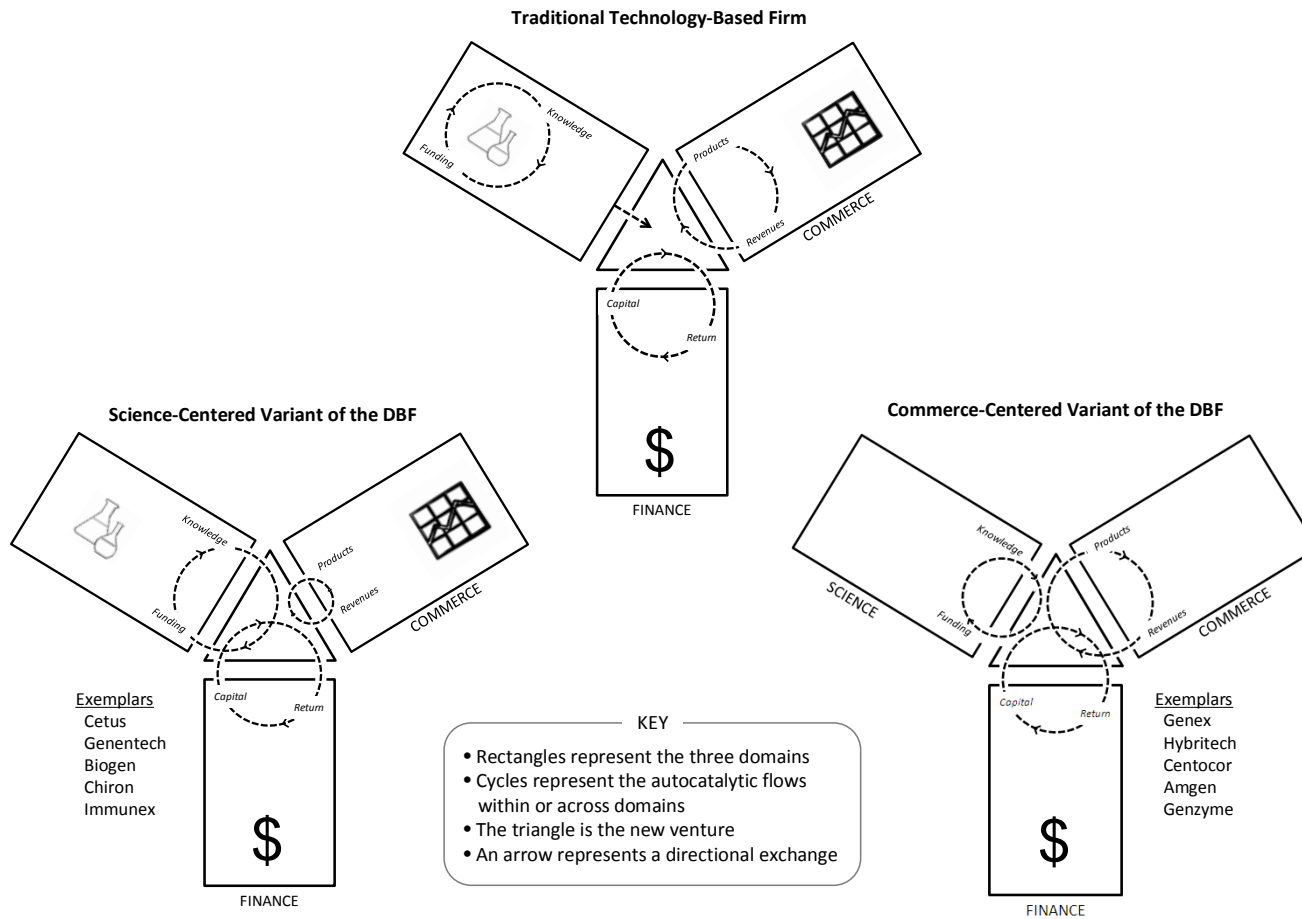 Traditional Technology-Based Firm
Knowledge
Funding
Products
Revenues
COMMERCE
Capital
Return
$
FINANCE
Science-Centered Variant of the DBF
Knowledge
Funding
Products
Revenues
COMMERCE
Capital
Return
$
FINANCE
Exemplars
Cetus
Genentech
Biogen
Chiron
Immunex
KEY
• Rectangles represent the three domains
• Cycles represent the autocatalytic flows
within or across domains
• The triangle is the new venture
• An arrow represents a directional exchange
Commerce-Centered Variant of the DBF
Knowledge
Funding
SCIENCE
Products
Revenues
COMMERCE
Capital
Return
$
FINANCE
Exemplars
Genex
Hybritech
Centocor
Amgen
Genzyme